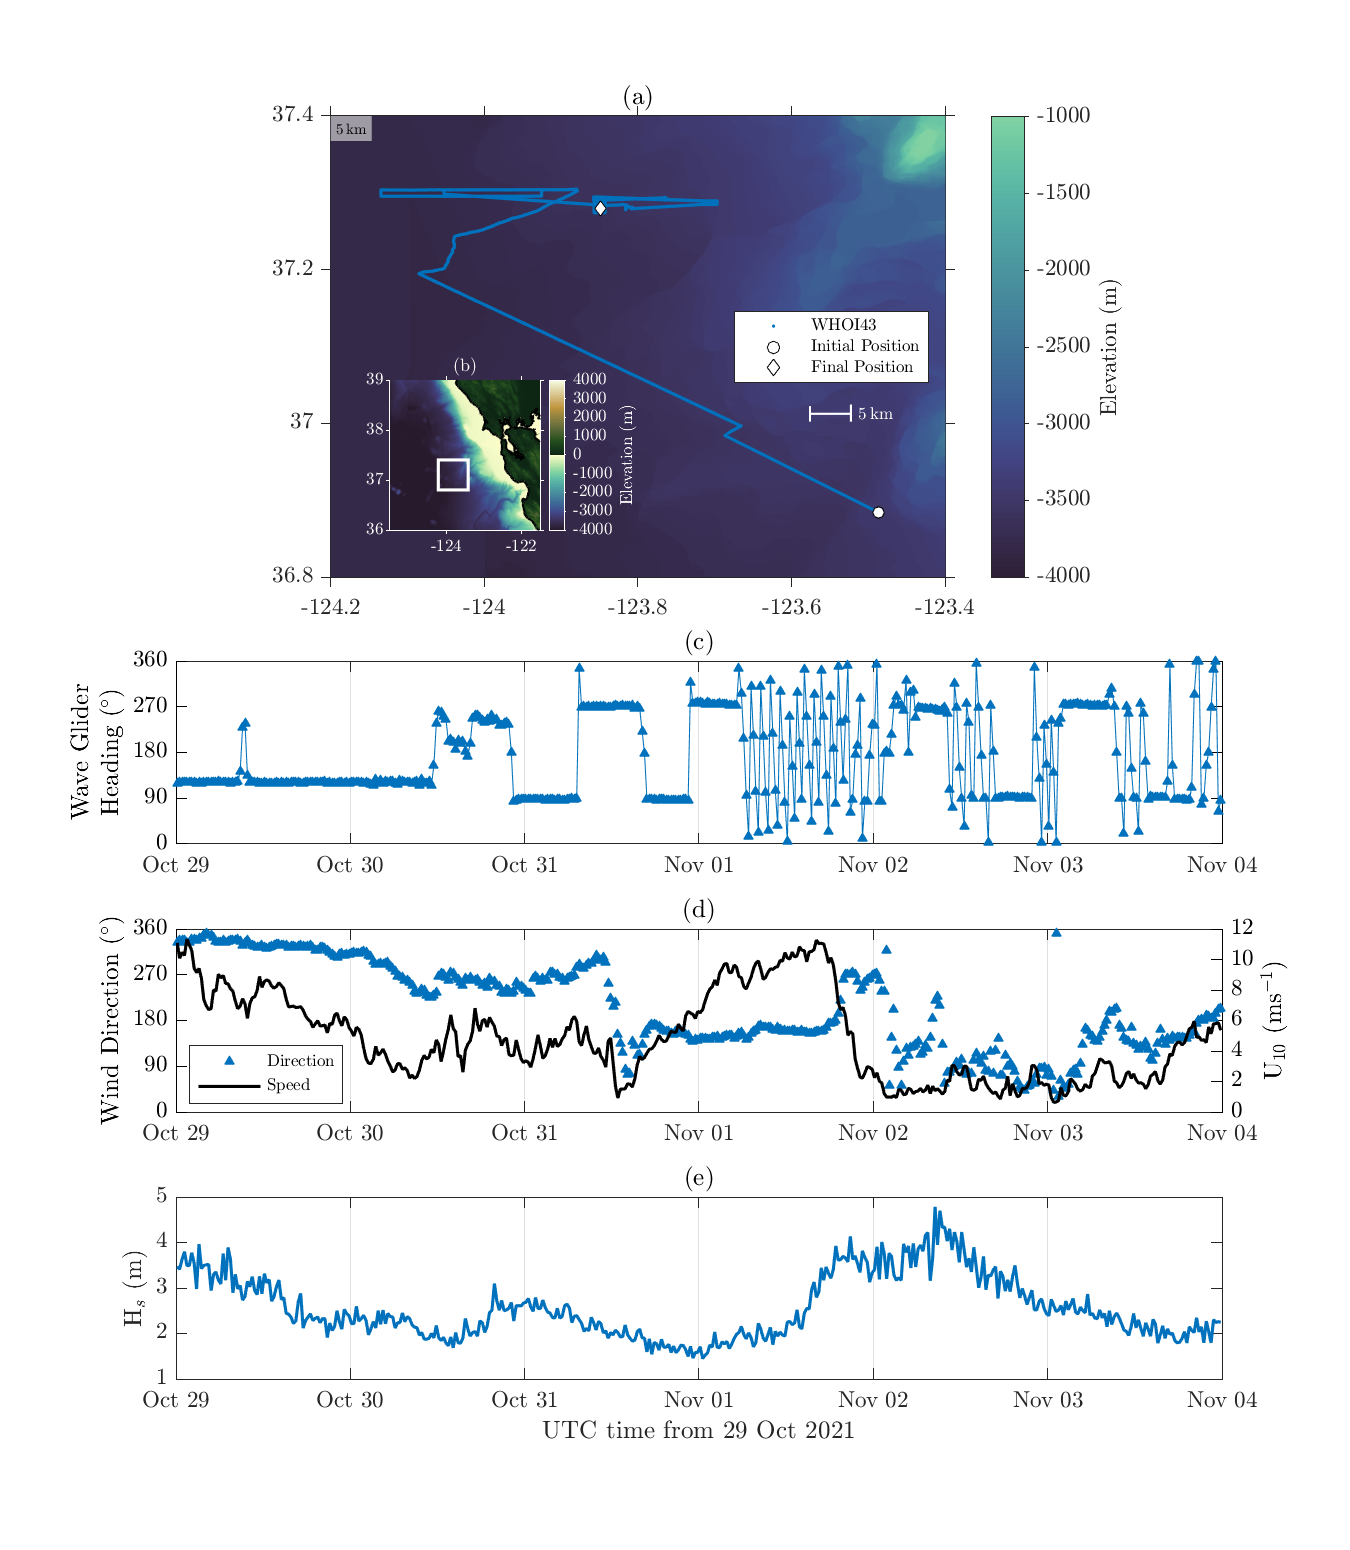 (a)
37.4
37.2
37
36.8
-124.2
-124
-123.8
-123.6
-123.4
5 km
WHOI43
Initial Position
Final Position
5 km
-1000
-1500
-2000
-2500
-3000
-3500
-4000
Elevation (m)
(b)
39
38
37
36
-124
-122
4000
3000
2000
1000
0
-1000
-2000
-3000
-4000
Elevation (m)
(c)
Wave Glider
Heading (°)
360
270
180
90
0
Oct 29
Oct 30
Oct 31
Nov 01
Nov 02
Nov 03
Nov 04
(d)
Wind Direction (°)
360
270
180
90
0
Direction
Speed
12
10
8
6
4
2
0
U10 (ms−1)
Oct 29
Oct 30
Oct 31
Nov 01
Nov 02
Nov 03
Nov 04
(e)
Hs (m)
5
4
3
2
1
Oct 29
Oct 30
Oct 31
Nov 01
Nov 02
Nov 03
Nov 04
UTC time from 29 Oct 2021